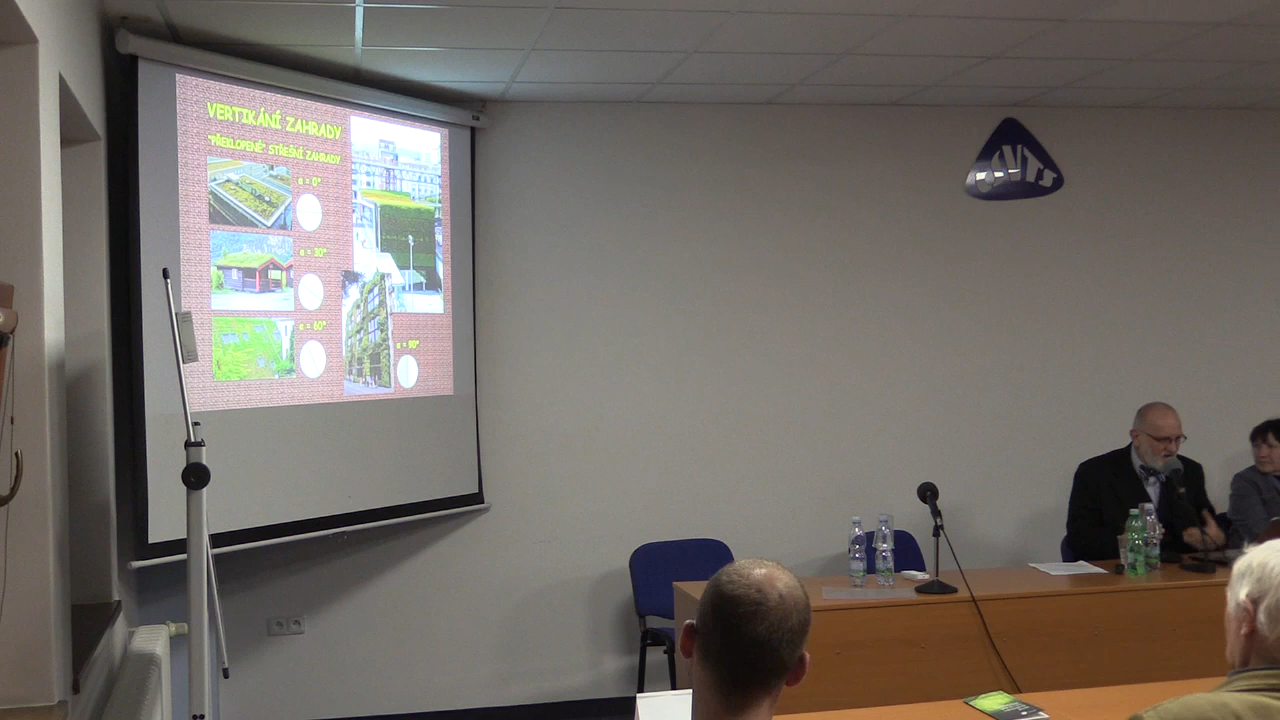 VERTIKÁNÍ ZAHRADY
"PŘEKLOPENÉ" STŘEŠNÍ ZAHRADY
α = 0°
α = 30°
α = 60°
α = 90°
ČSVTS